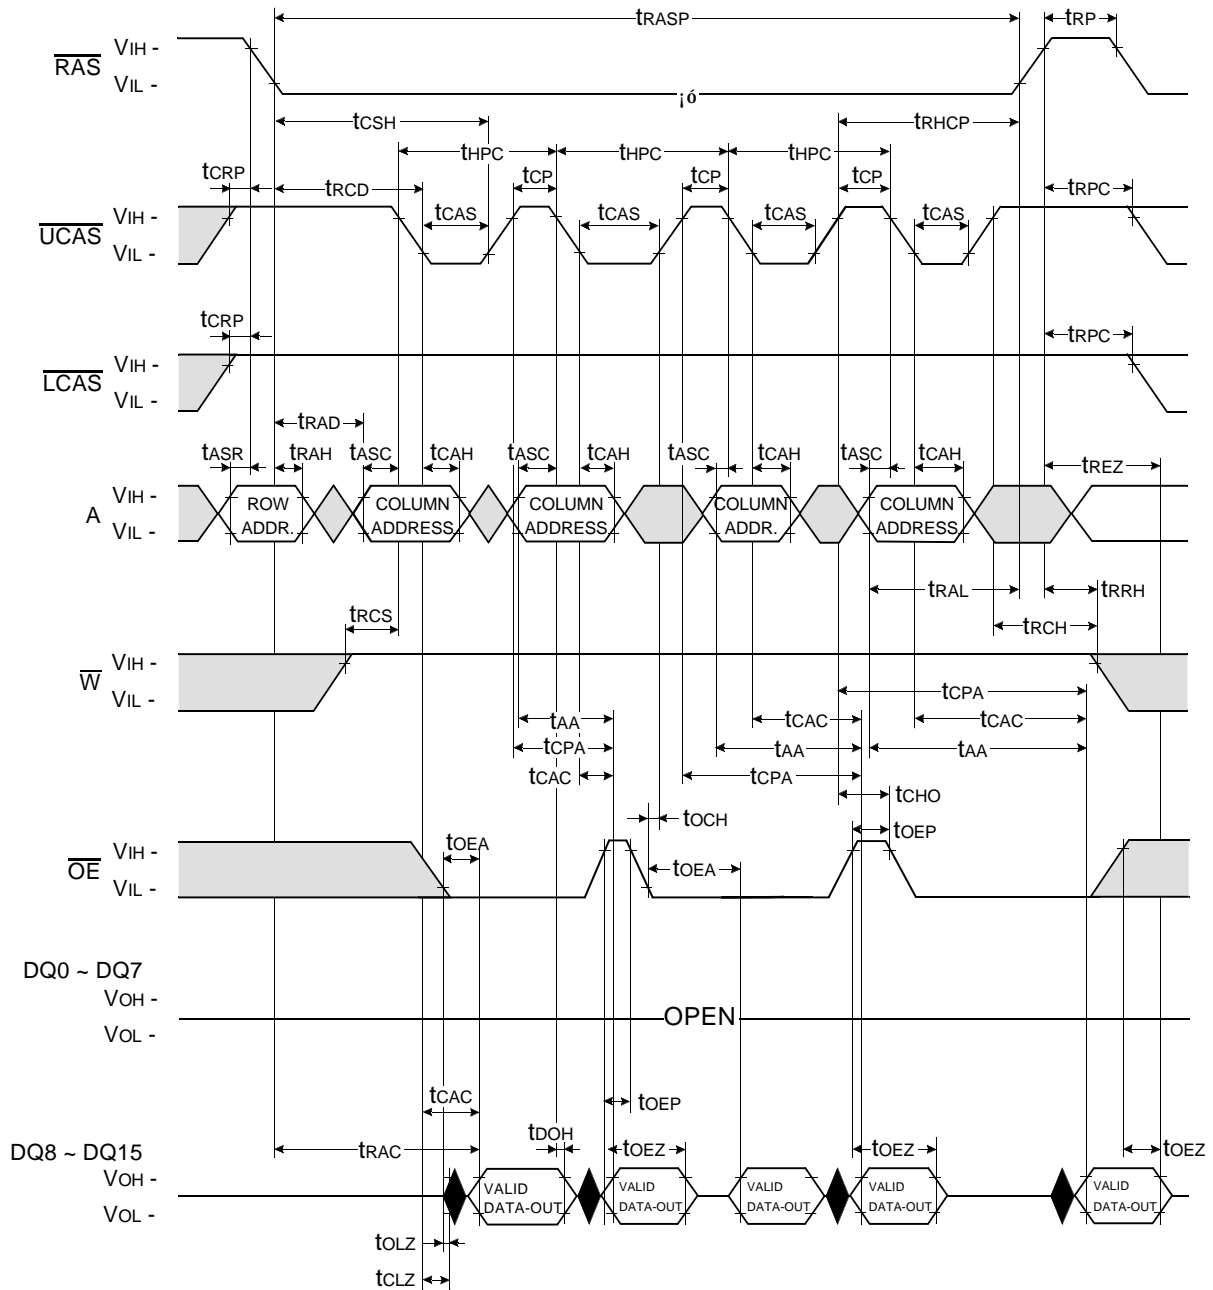 tRASP tRP
RAS VIH -
VIL -
¡ó
tCSH tRHCP
tHPC tHPC tHPC
tCRP tRCD tCP tCP tCP tRPC
UCAS VIH -
tCAS tCAS tCAS tCAS
VIL -
tCRP tRPC
LCAS VIH -
VIL -
tRAD
tASR tRAH tASC tCAH tASC tCAH tASC tCAH tASC tCAH tREZ
A VIH -
VIL -
ROW ADDR.
COLUMN ADDRESS
COLUMN ADDRESS
COLUMN ADDR.
COLUMN ADDRESS
tRAL tRRH
tRCS tRCH
W VIH -
VIL -
tCPA
tAA tCAC tCAC
tCPA tAA tAA
tCAC tCPA
tCHO
tOCH tOEP
OE VIH -
VIL -
tOEA tOEA
DQ0 ~ DQ7
VOH -
VOL -
OPEN
tCAC tOEP
tDOH
DQ8 ~ DQ15
tRAC tOEZ tOEZ tOEZ
VOH -
VOL -
VALID DATA-OUT
VALID DATA-OUT
VALID DATA-OUT
VALID DATA-OUT
VALID DATA-OUT
tOLZ
tCLZ